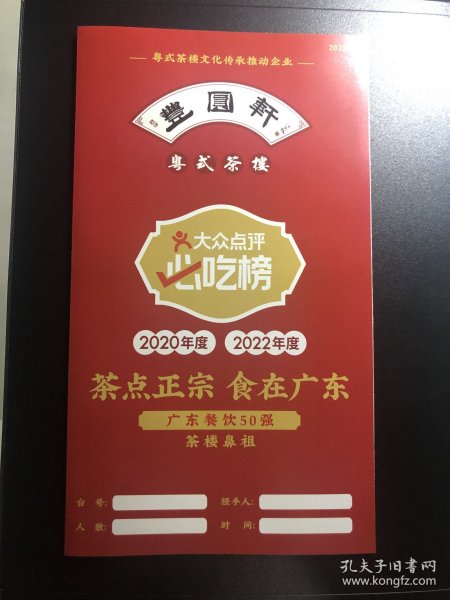 粤式茶楼文化传承推动企业
豐圓軒
粤式茶樓
大众点评
必吃榜
2020年度 2022年度
茶点正宗 食在广东
广东餐饮50强
茶楼鼻祖
台号: 经手人:
人数: 时间:
孔夫子旧书网
www.kongfz.com